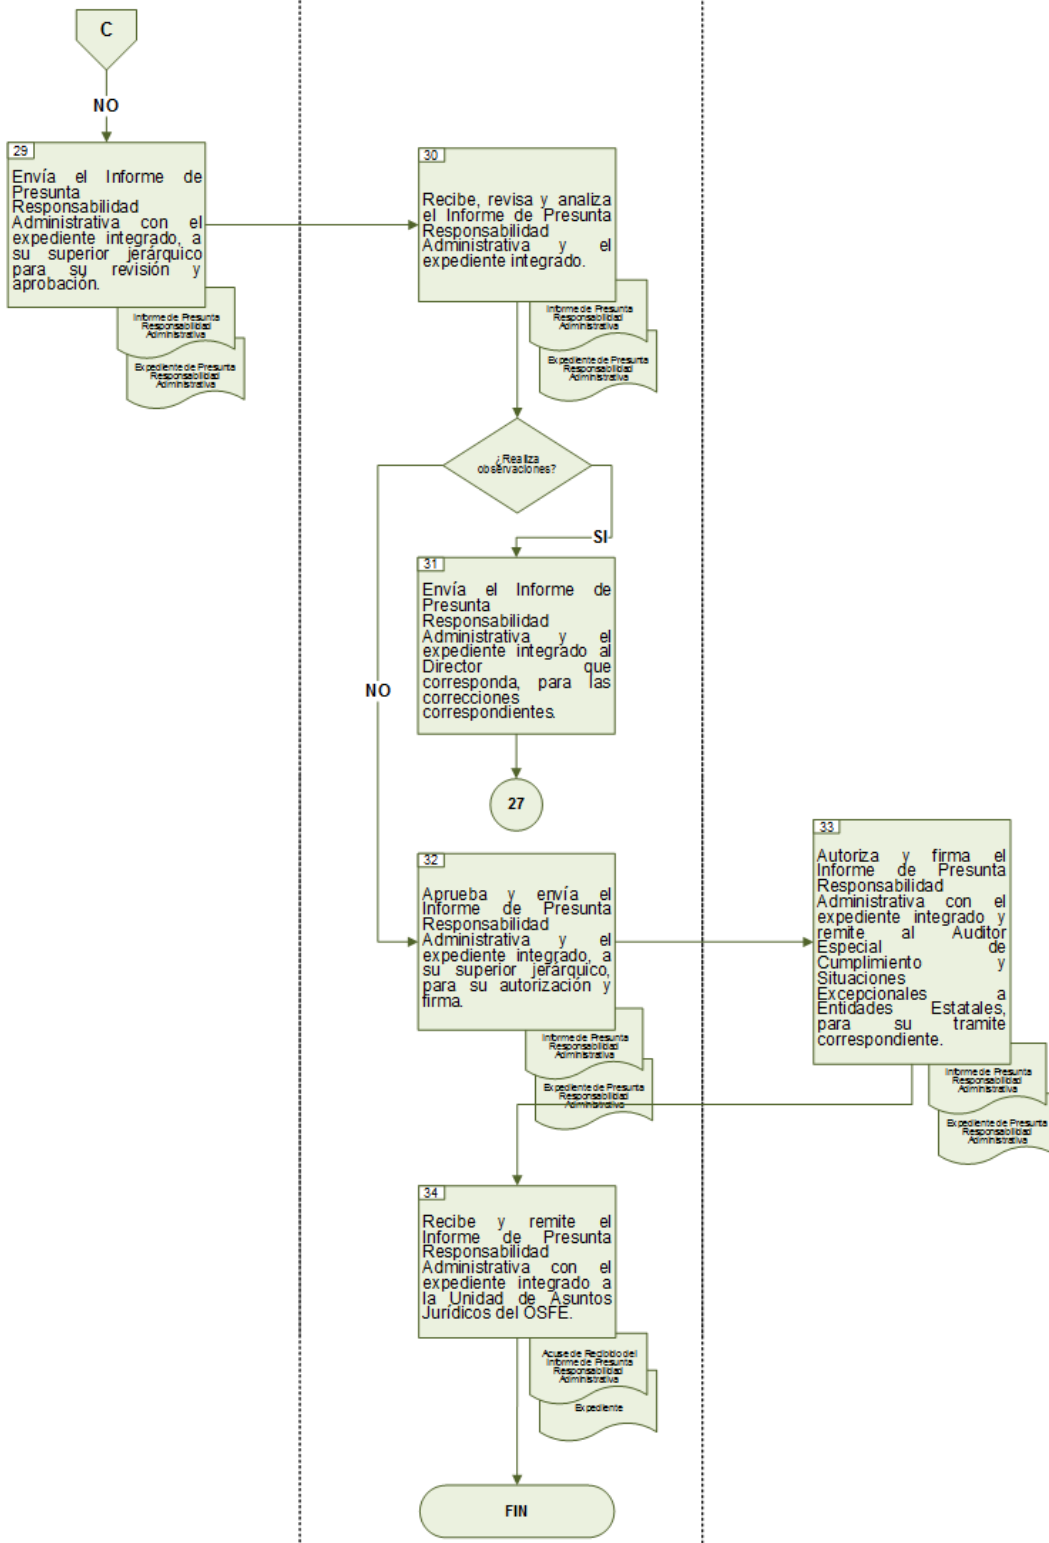 C
NO
29
Envía el Informe de
Presunta
Responsabilidad
Administrativa con el
expediente integrado, a
su superior jerárquico
para su revisión y
aprobación.
Informe de Presunta
Responsabilidad
Administrativa
Expediente de Presunta
Responsabilidad
Administrativa
30
Recibe, revisa y analiza
el Informe de Presunta
Responsabilidad
Administrativa y el
expediente integrado.
Informe de Presunta
Responsabilidad
Administrativa
Expediente de Presunta
Responsabilidad
Administrativa
¿Realiza
observaciones?
SI
NO
31
Envía el Informe de
Presunta
Responsabilidad
Administrativa y el
expediente integrado al
Director que
corresponda, para las
correcciones
correspondientes.
27
32
Aprueba y envía el
Informe de Presunta
Responsabilidad
Administrativa y el
expediente integrado, a
su superior jerárquico,
para su autorización y
firma.
Informe de Presunta
Responsabilidad
Administrativa
Expediente de Presunta
Responsabilidad
Administrativa
33
Autoriza y firma el
Informe de Presunta
Responsabilidad
Administrativa con el
expediente integrado y
remite al Auditor
Especial de
Cumplimiento y
Situaciones
Excepcionales a
Entidades Estatales,
para su tramite
correspondiente.
Informe de Presunta
Responsabilidad
Administrativa
Expediente de Presunta
Responsabilidad
Administrativa
34
Recibe y remite el
Informe de Presunta
Responsabilidad
Administrativa con el
expediente integrado a
la Unidad de Asuntos
Jurídicos del OSFE.
Acuse de Recibido del
Informe de Presunta
Responsabilidad
Administrativa
Expediente
FIN